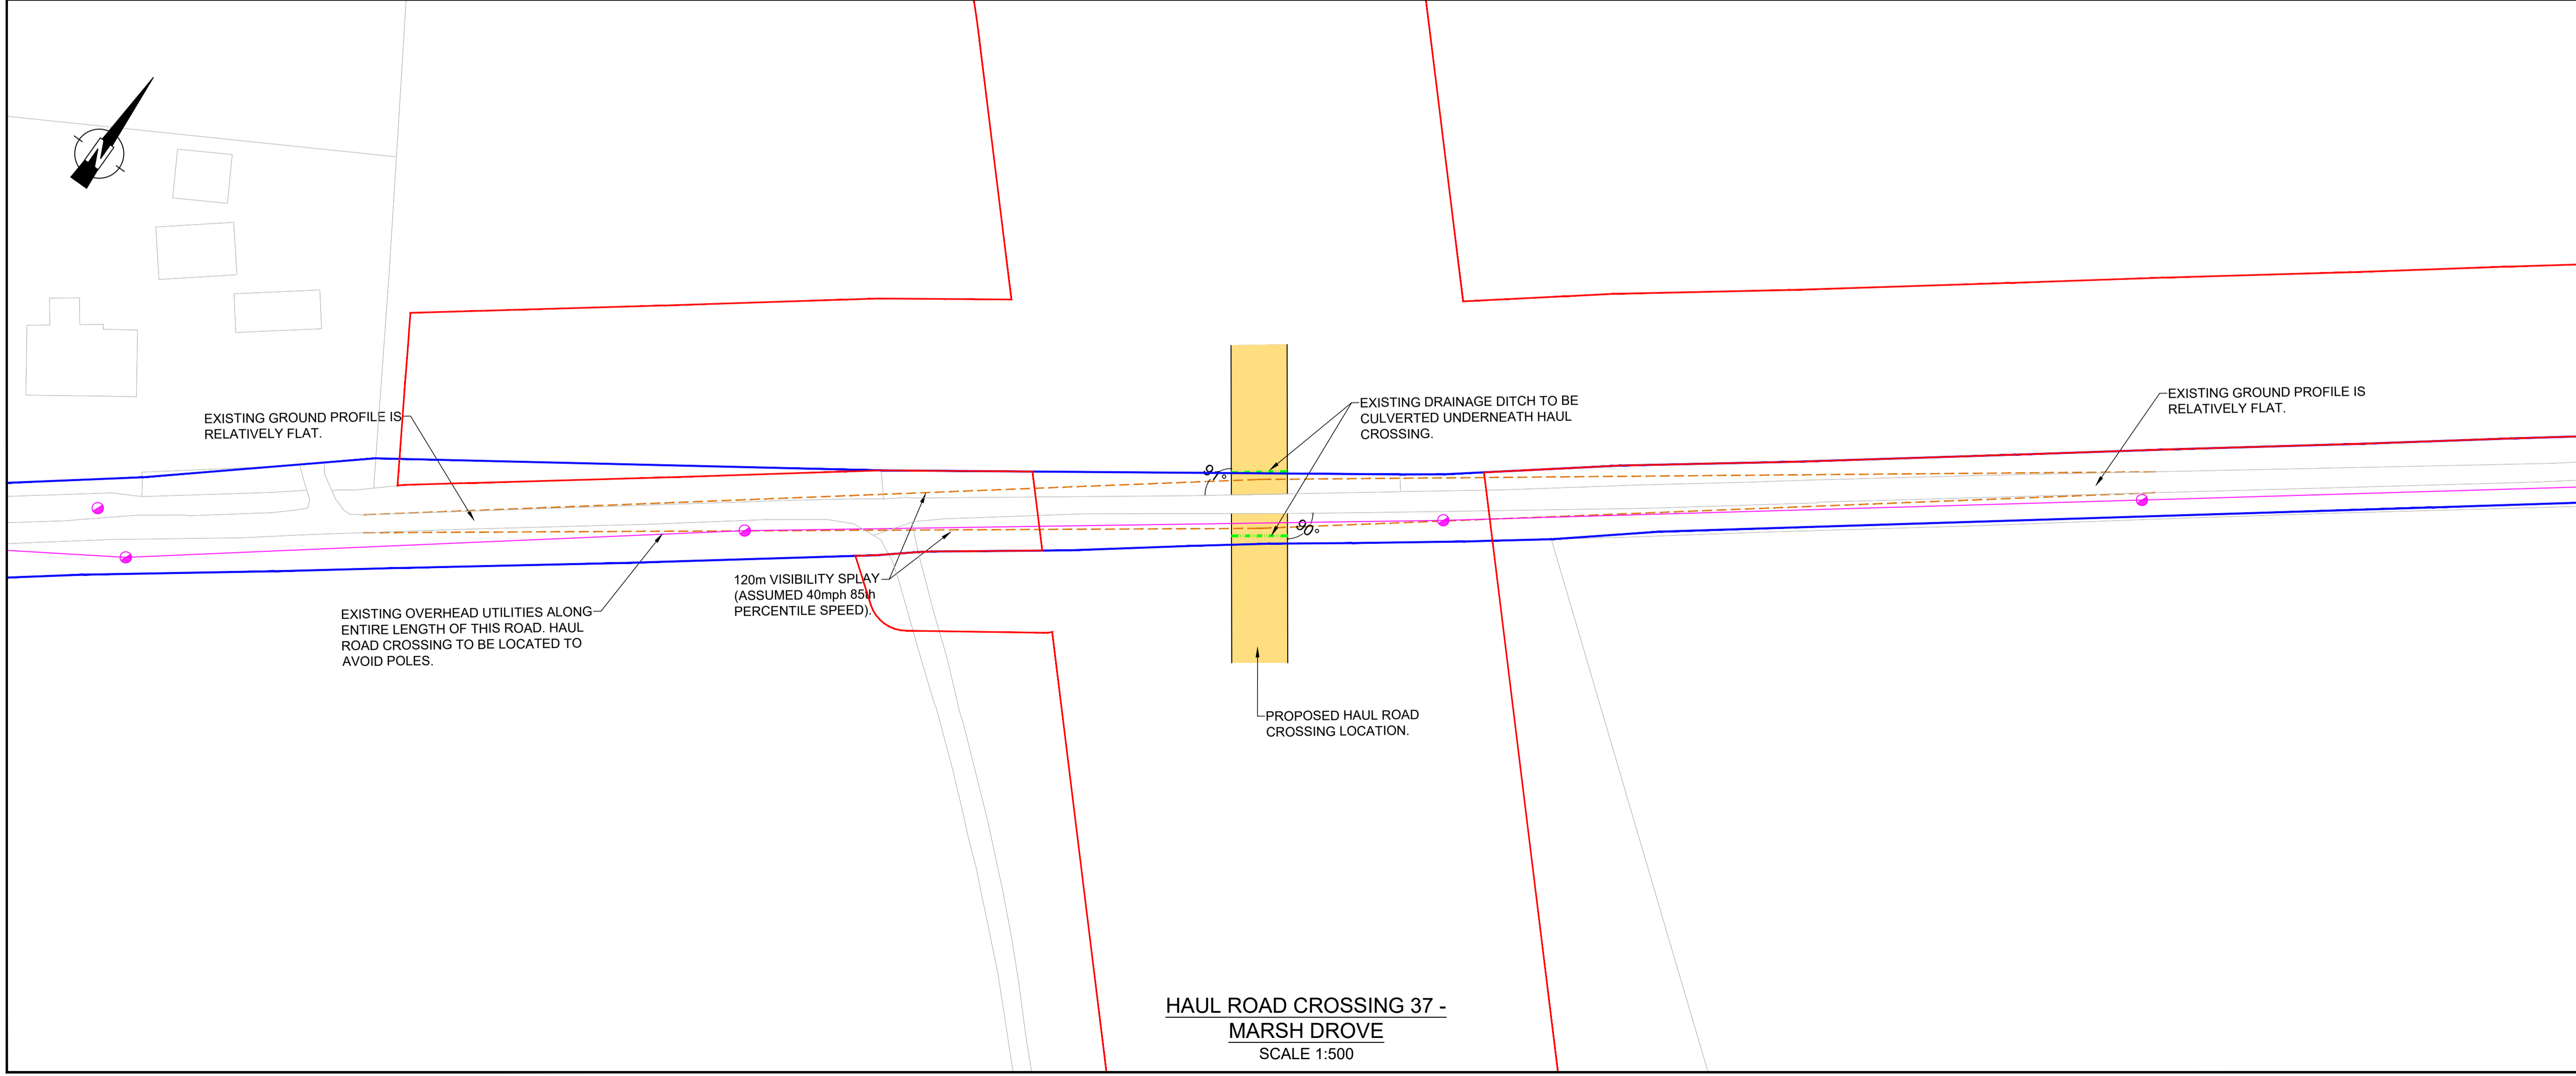 N
EXISTING GROUND PROFILE IS
RELATIVELY FLAT.
EXISTING DRAINAGE DITCH TO BE
CULVERTED UNDERNEATH HAUL
CROSSING.
EXISTING GROUND PROFILE IS
RELATIVELY FLAT.
91°
90°
120m VISIBILITY SPLAY
(ASSUMED 40mph 85th
PERCENTILE SPEED).
EXISTING OVERHEAD UTILITIES ALONG
ENTIRE LENGTH OF THIS ROAD. HAUL
ROAD CROSSING TO BE LOCATED TO
AVOID POLES.
PROPOSED HAUL ROAD
CROSSING LOCATION.
HAUL ROAD CROSSING 37 -
MARSH DROVE
SCALE 1:500